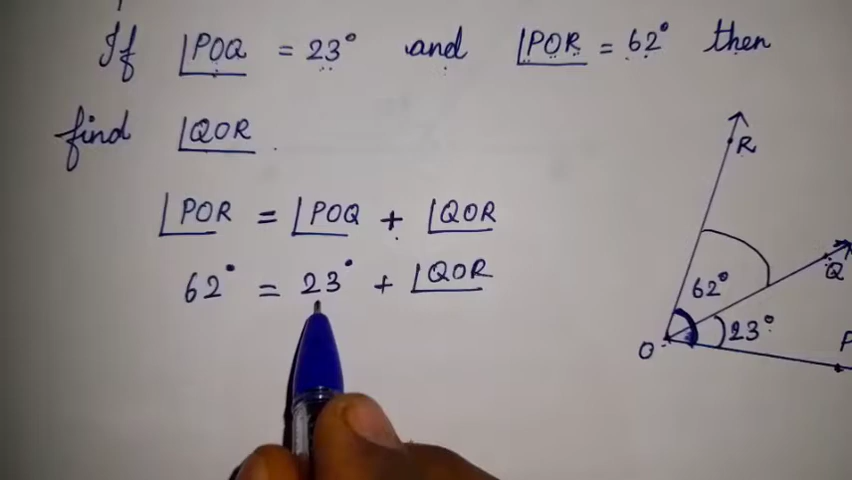 If ∠POQ = 23° and ∠POR = 62° then
find ∠QOR.
∠POR = ∠POQ + ∠QOR
62° = 23° + ∠QOR
R
Q
62°
23°
O
P